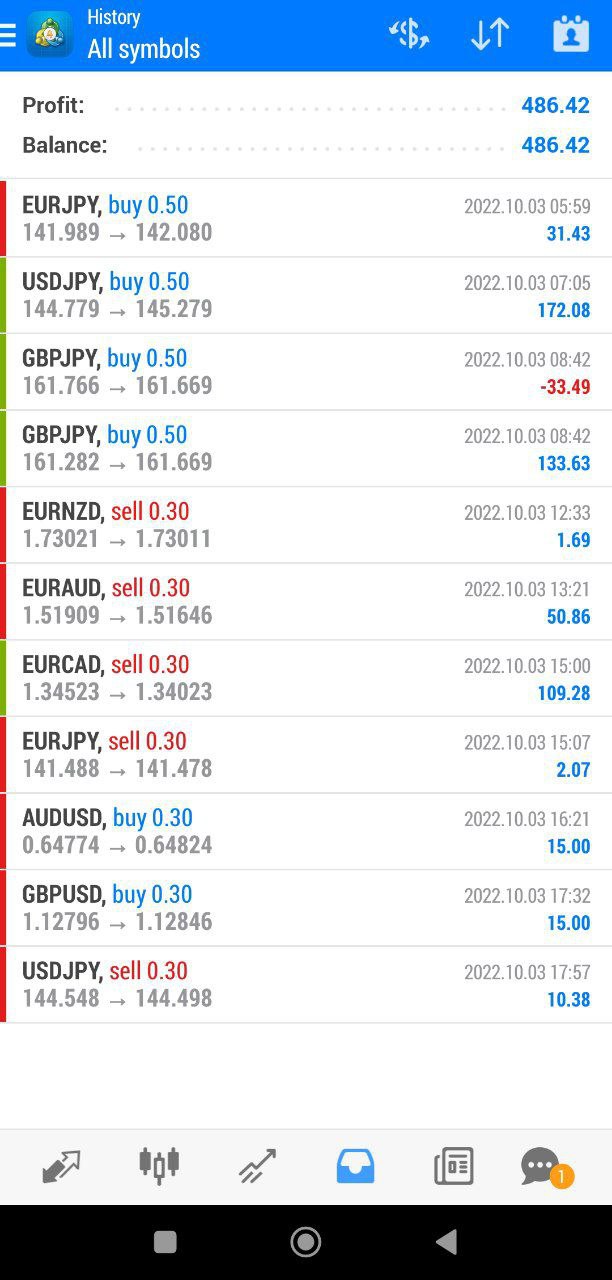 History
All symbols
Profit: 486.42
Balance: 486.42
EURJPY, buy 0.50 2022.10.03 05:59
141.989 → 142.080 31.43
USDJPY, buy 0.50 2022.10.03 07:05
144.779 → 145.279 172.08
GBPJPY, buy 0.50 2022.10.03 08:42
161.766 → 161.669 -33.49
GBPJPY, buy 0.50 2022.10.03 08:42
161.282 → 161.669 133.63
EURNZD, sell 0.30 2022.10.03 12:33
1.73021 → 1.73011 1.69
EURAUD, sell 0.30 2022.10.03 13:21
1.51909 → 1.51646 50.86
EURCAD, sell 0.30 2022.10.03 15:00
1.34523 → 1.34023 109.28
EURJPY, sell 0.30 2022.10.03 15:07
141.488 → 141.478 2.07
AUDUSD, buy 0.30 2022.10.03 16:21
0.64774 → 0.64824 15.00
GBPUSD, buy 0.30 2022.10.03 17:32
1.12796 → 1.12846 15.00
USDJPY, sell 0.30 2022.10.03 17:57
144.548 → 144.498 10.38
1